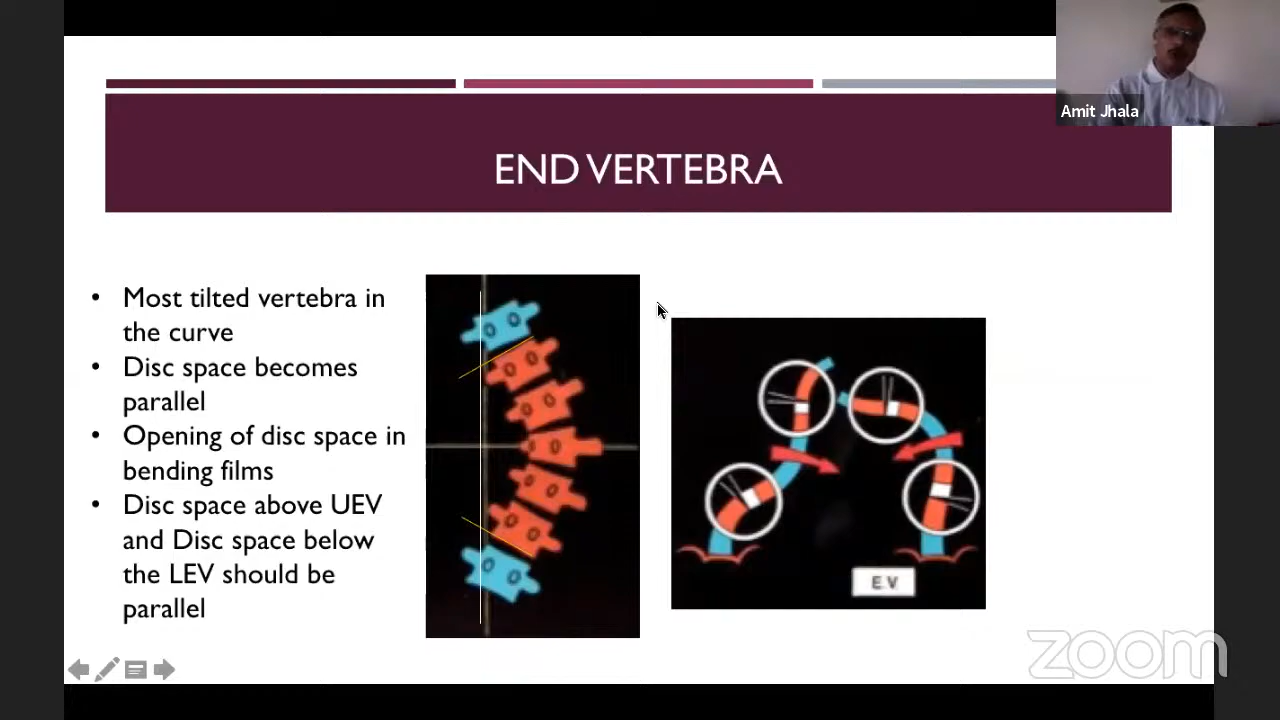 Amit Jhala
END VERTEBRA
• Most tilted vertebra in
the curve
• Disc space becomes
parallel
• Opening of disc space in
bending films
• Disc space above UEV
and Disc space below
the LEV should be
parallel
E.V
zoom